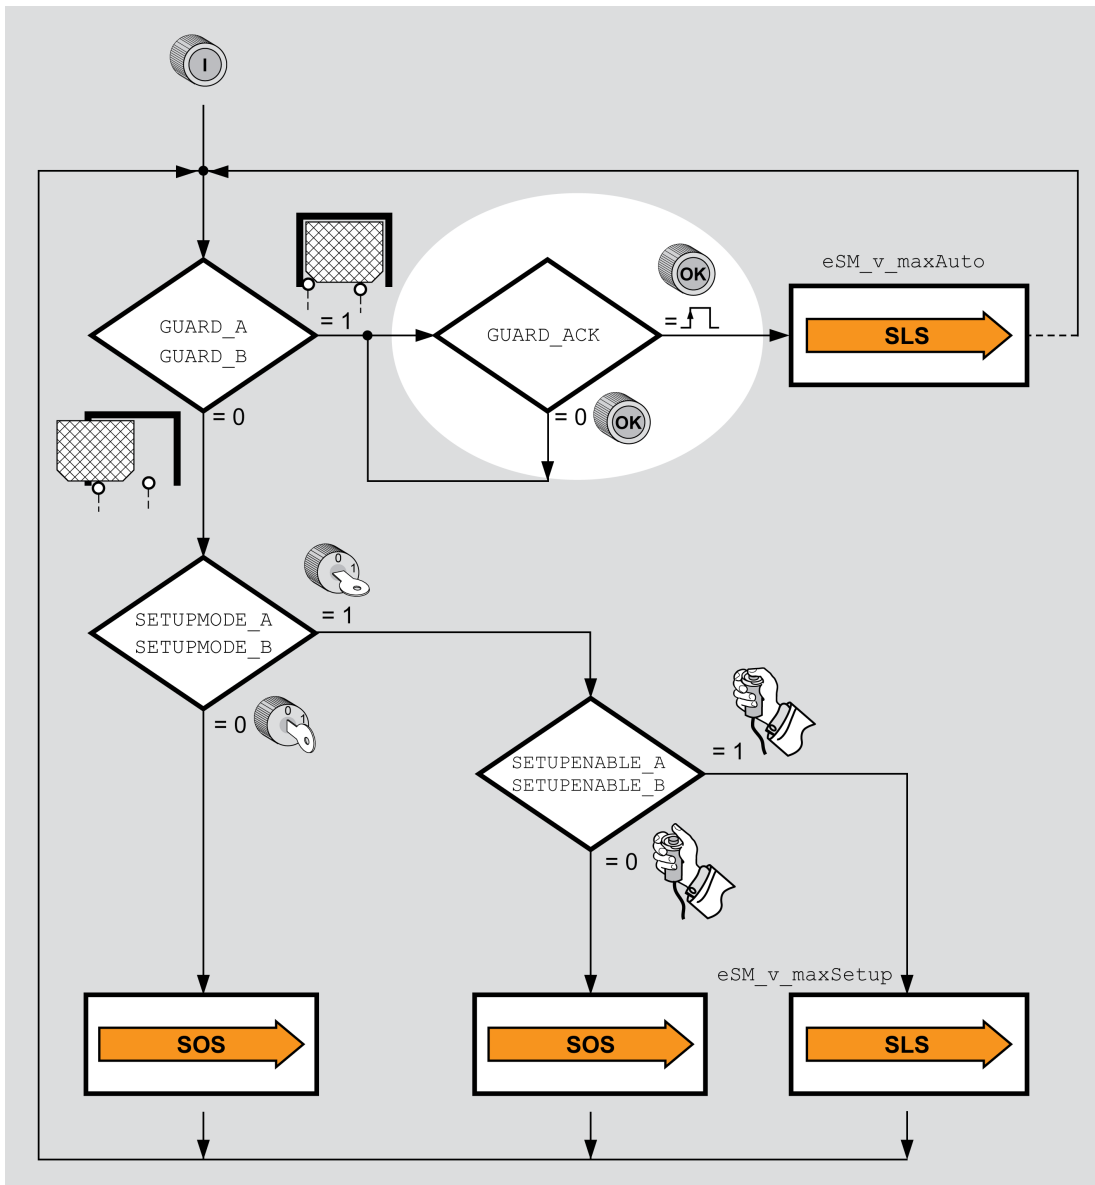 I
eSM_v_maxAuto
OK
GUARD_A
GUARD_B
= 1
GUARD_ACK
=
SLS
= 0
= 0
OK
0
1
SETUPMODE_A
SETUPMODE_B
= 1
0
1
= 0
SETUPENABLE_A
SETUPENABLE_B
= 1
= 0
eSM_v_maxSetup
SOS
SOS
SLS